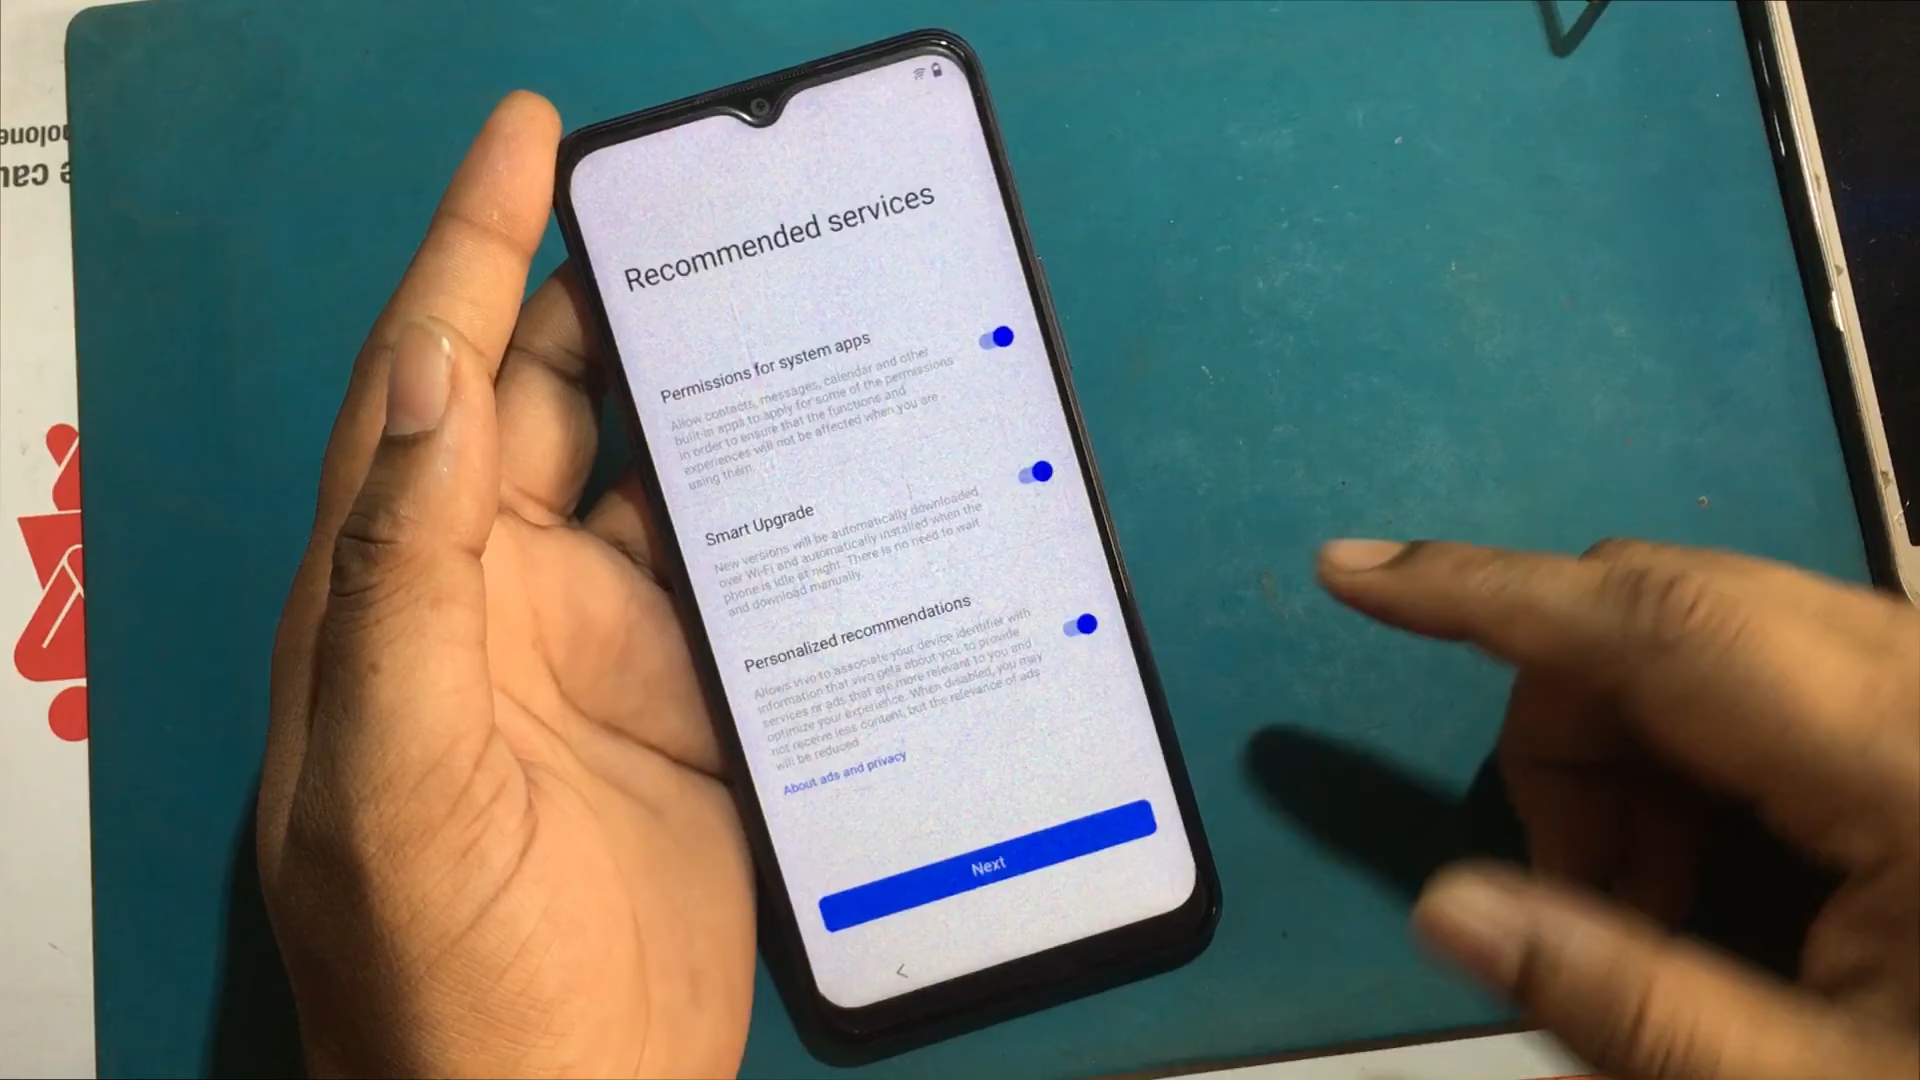 Recommended services
Permissions for system apps
Allow contacts, messages, calendar and other
built-in apps to apply for some of the permissions
in order to ensure that the functions and
experiences will not be affected when you are
using them.
Smart Upgrade
New versions will be automatically downloaded
over Wi-Fi and automatically installed when the
phone is idle at night. There is no need to wait
and download manually.
Personalized recommendations
Allows vivo to associate your device identifier with
information that vivo gets about you to provide
services or ads that are more relevant to you and
optimize your experience. When disabled, you may
not receive less content, but the relevance of ads
will be reduced
About ads and privacy
Next